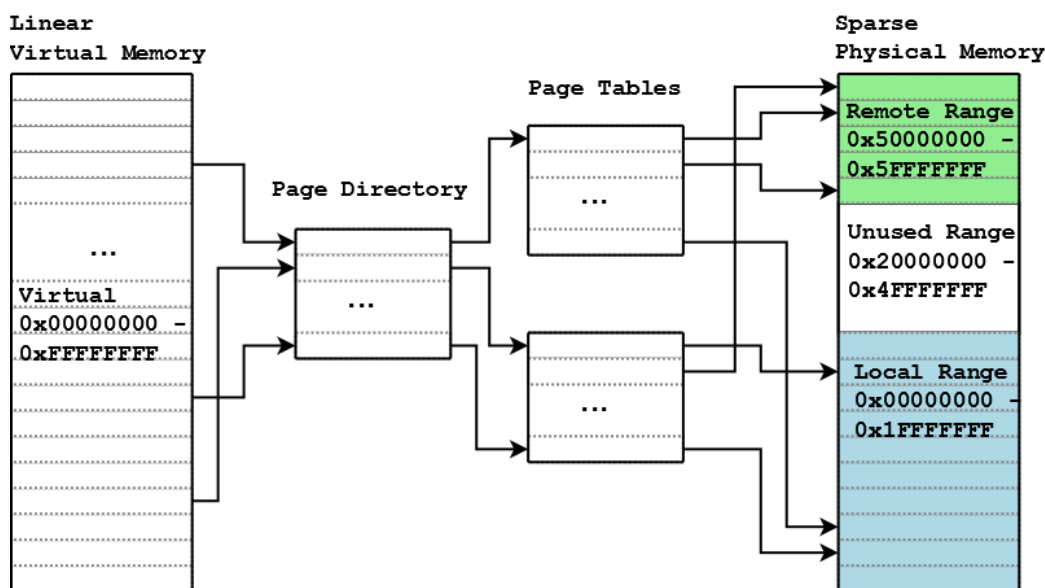 Linear
Virtual Memory
...
Virtual
0x00000000 -
0xFFFFFFFF
Page Directory
...
Page Tables
...
...
Sparse
Physical Memory
Remote Range
0x50000000 -
0x5FFFFFFF
Unused Range
0x20000000 -
0x4FFFFFFF
Local Range
0x00000000 -
0x1FFFFFFF